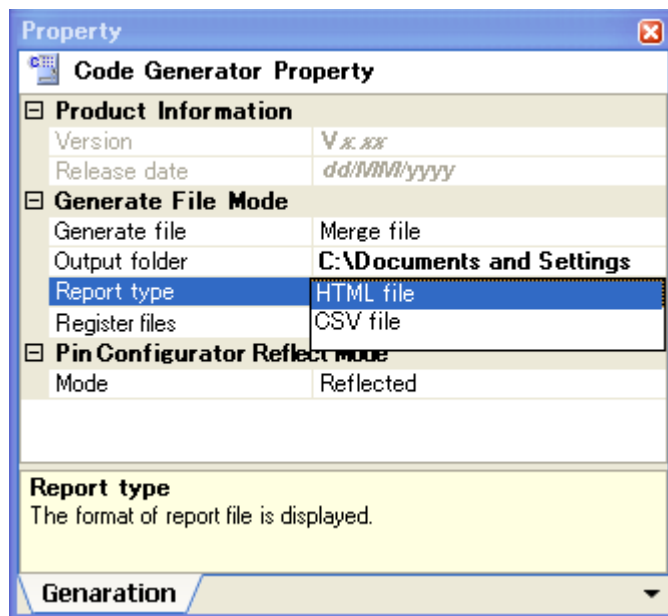 Property
Code Generator Property
Product Information
Version Vx.xx
Release date dd/MM/yyyy
Generate File Mode
Generate file Merge file
Output folder C:\Documents and Settings
Report type HTML file
CSV file
Register files
Pin Configurator Reflect Mode
Mode Reflected
Report type
The format of report file is displayed.
Genaration